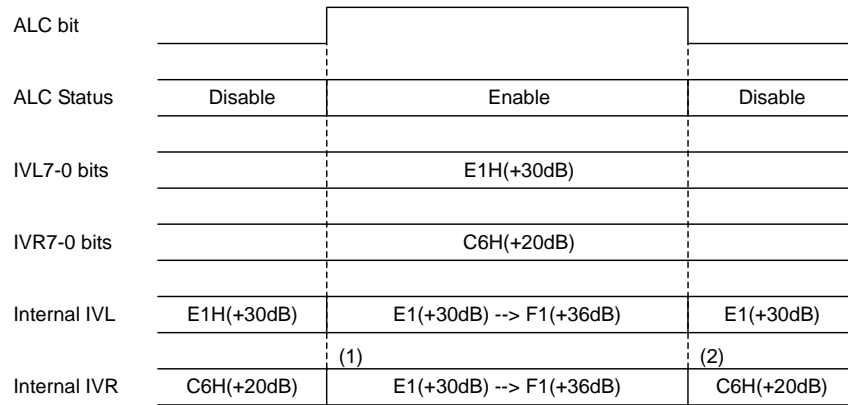 ALC bit
ALC Status Disable Enable Disable
IVL7-0 bits E1H(+30dB)
IVR7-0 bits C6H(+20dB)
Internal IVL E1H(+30dB) E1(+30dB) --> F1(+36dB) E1(+30dB)
(1) (2)
Internal IVR C6H(+20dB) E1(+30dB) --> F1(+36dB) C6H(+20dB)